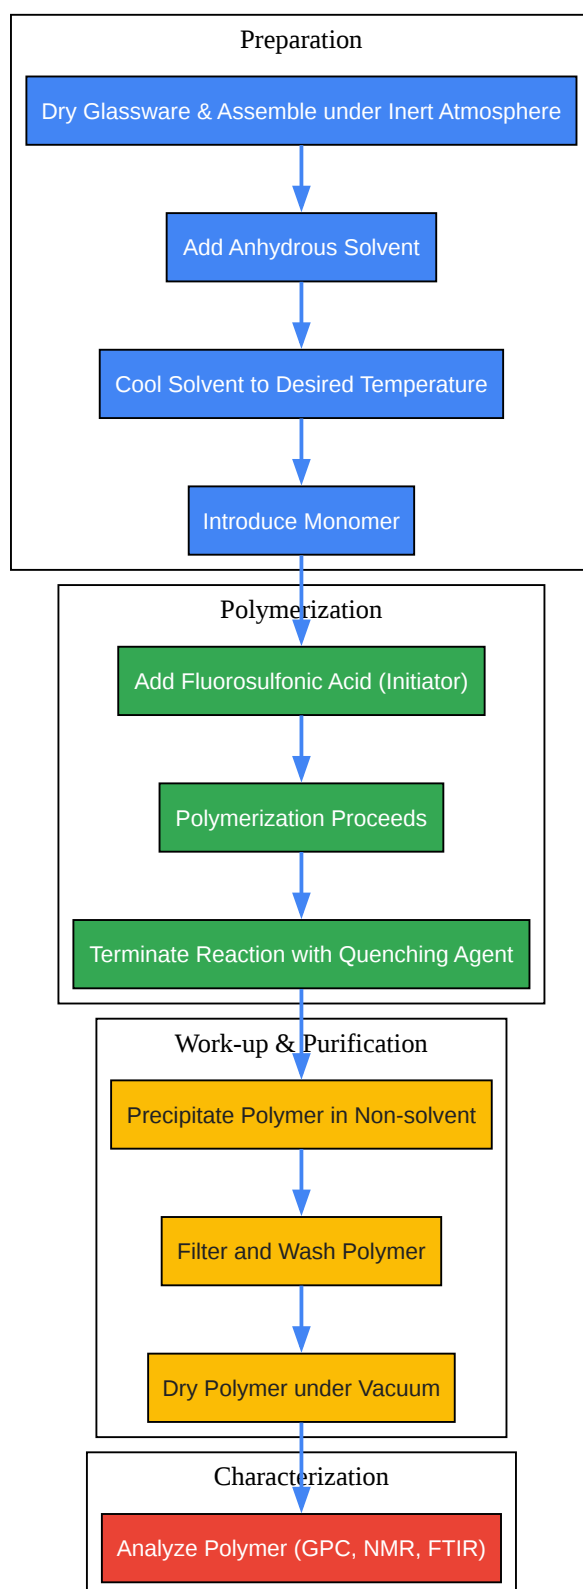 Preparation
Dry Glassware & Assemble under Inert Atmosphere
Add Anhydrous Solvent
Cool Solvent to Desired Temperature
Introduce Monomer
Polymerization
Add Fluorosulfonic Acid (Initiator)
Polymerization Proceeds
Terminate Reaction with Quenching Agent
Work-up & Purification
Precipitate Polymer in Non-solvent
Filter and Wash Polymer
Dry Polymer under Vacuum
Characterization
Analyze Polymer (GPC, NMR, FTIR)